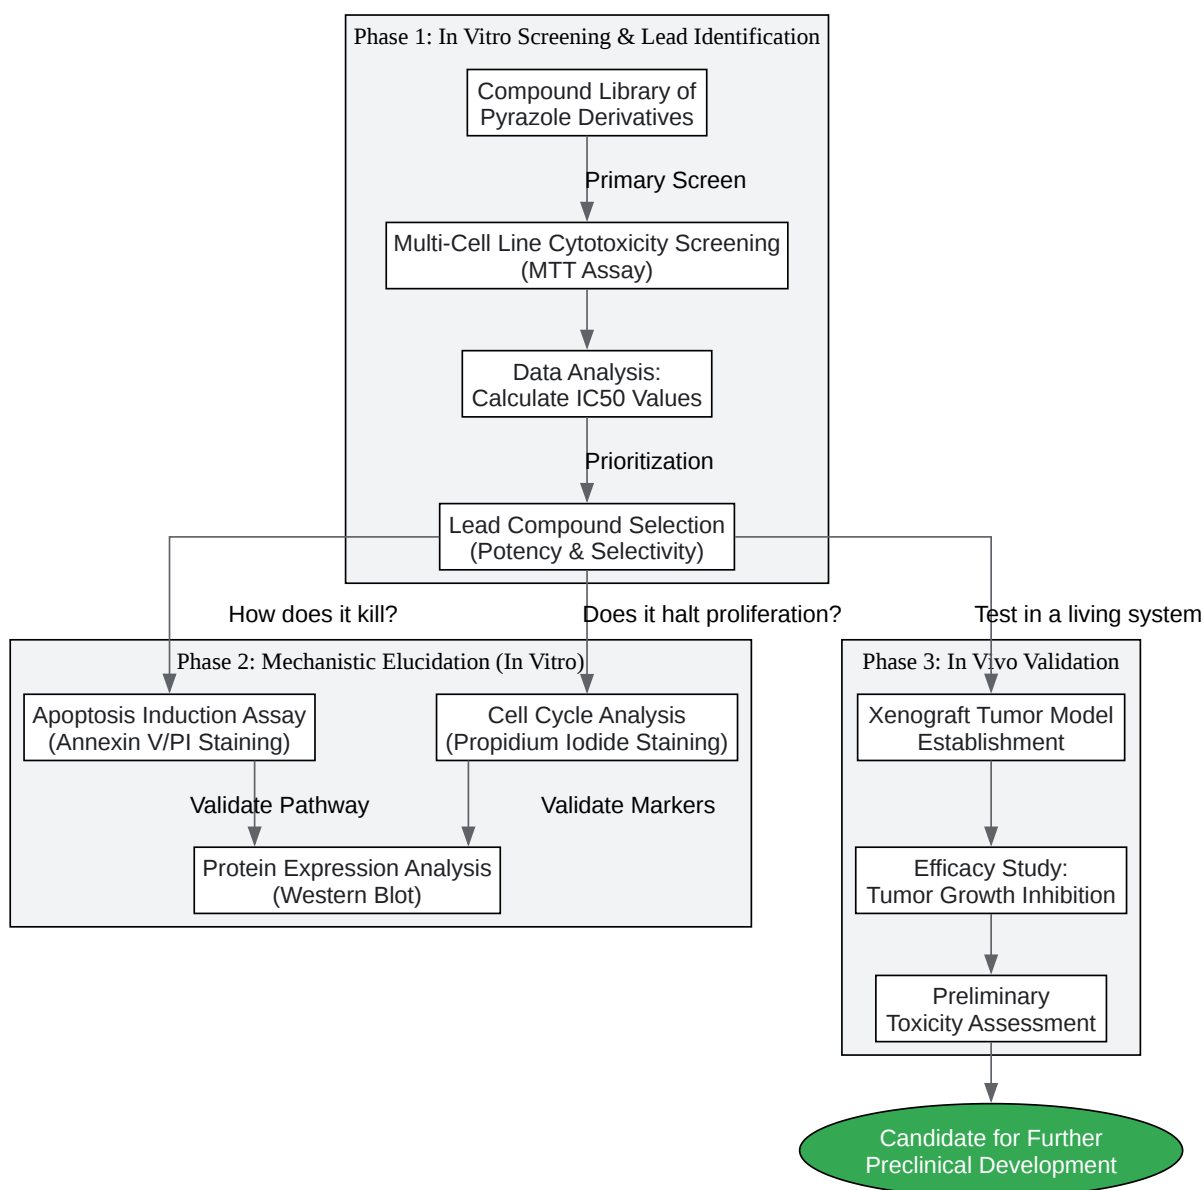 Phase 1: In Vitro Screening & Lead Identification
Compound Library of
Pyrazole Derivatives
Primary Screen
Multi-Cell Line Cytotoxicity Screening
(MTT Assay)
Data Analysis:
Calculate IC50 Values
Prioritization
Lead Compound Selection
(Potency & Selectivity)
How does it kill?
Does it halt proliferation?
Test in a living system
Phase 2: Mechanistic Elucidation (In Vitro)
Apoptosis Induction Assay
(Annexin V/PI Staining)
Cell Cycle Analysis
(Propidium Iodide Staining)
Validate Pathway
Validate Markers
Protein Expression Analysis
(Western Blot)
Phase 3: In Vivo Validation
Xenograft Tumor Model
Establishment
Efficacy Study:
Tumor Growth Inhibition
Preliminary
Toxicity Assessment
Candidate for Further
Preclinical Development